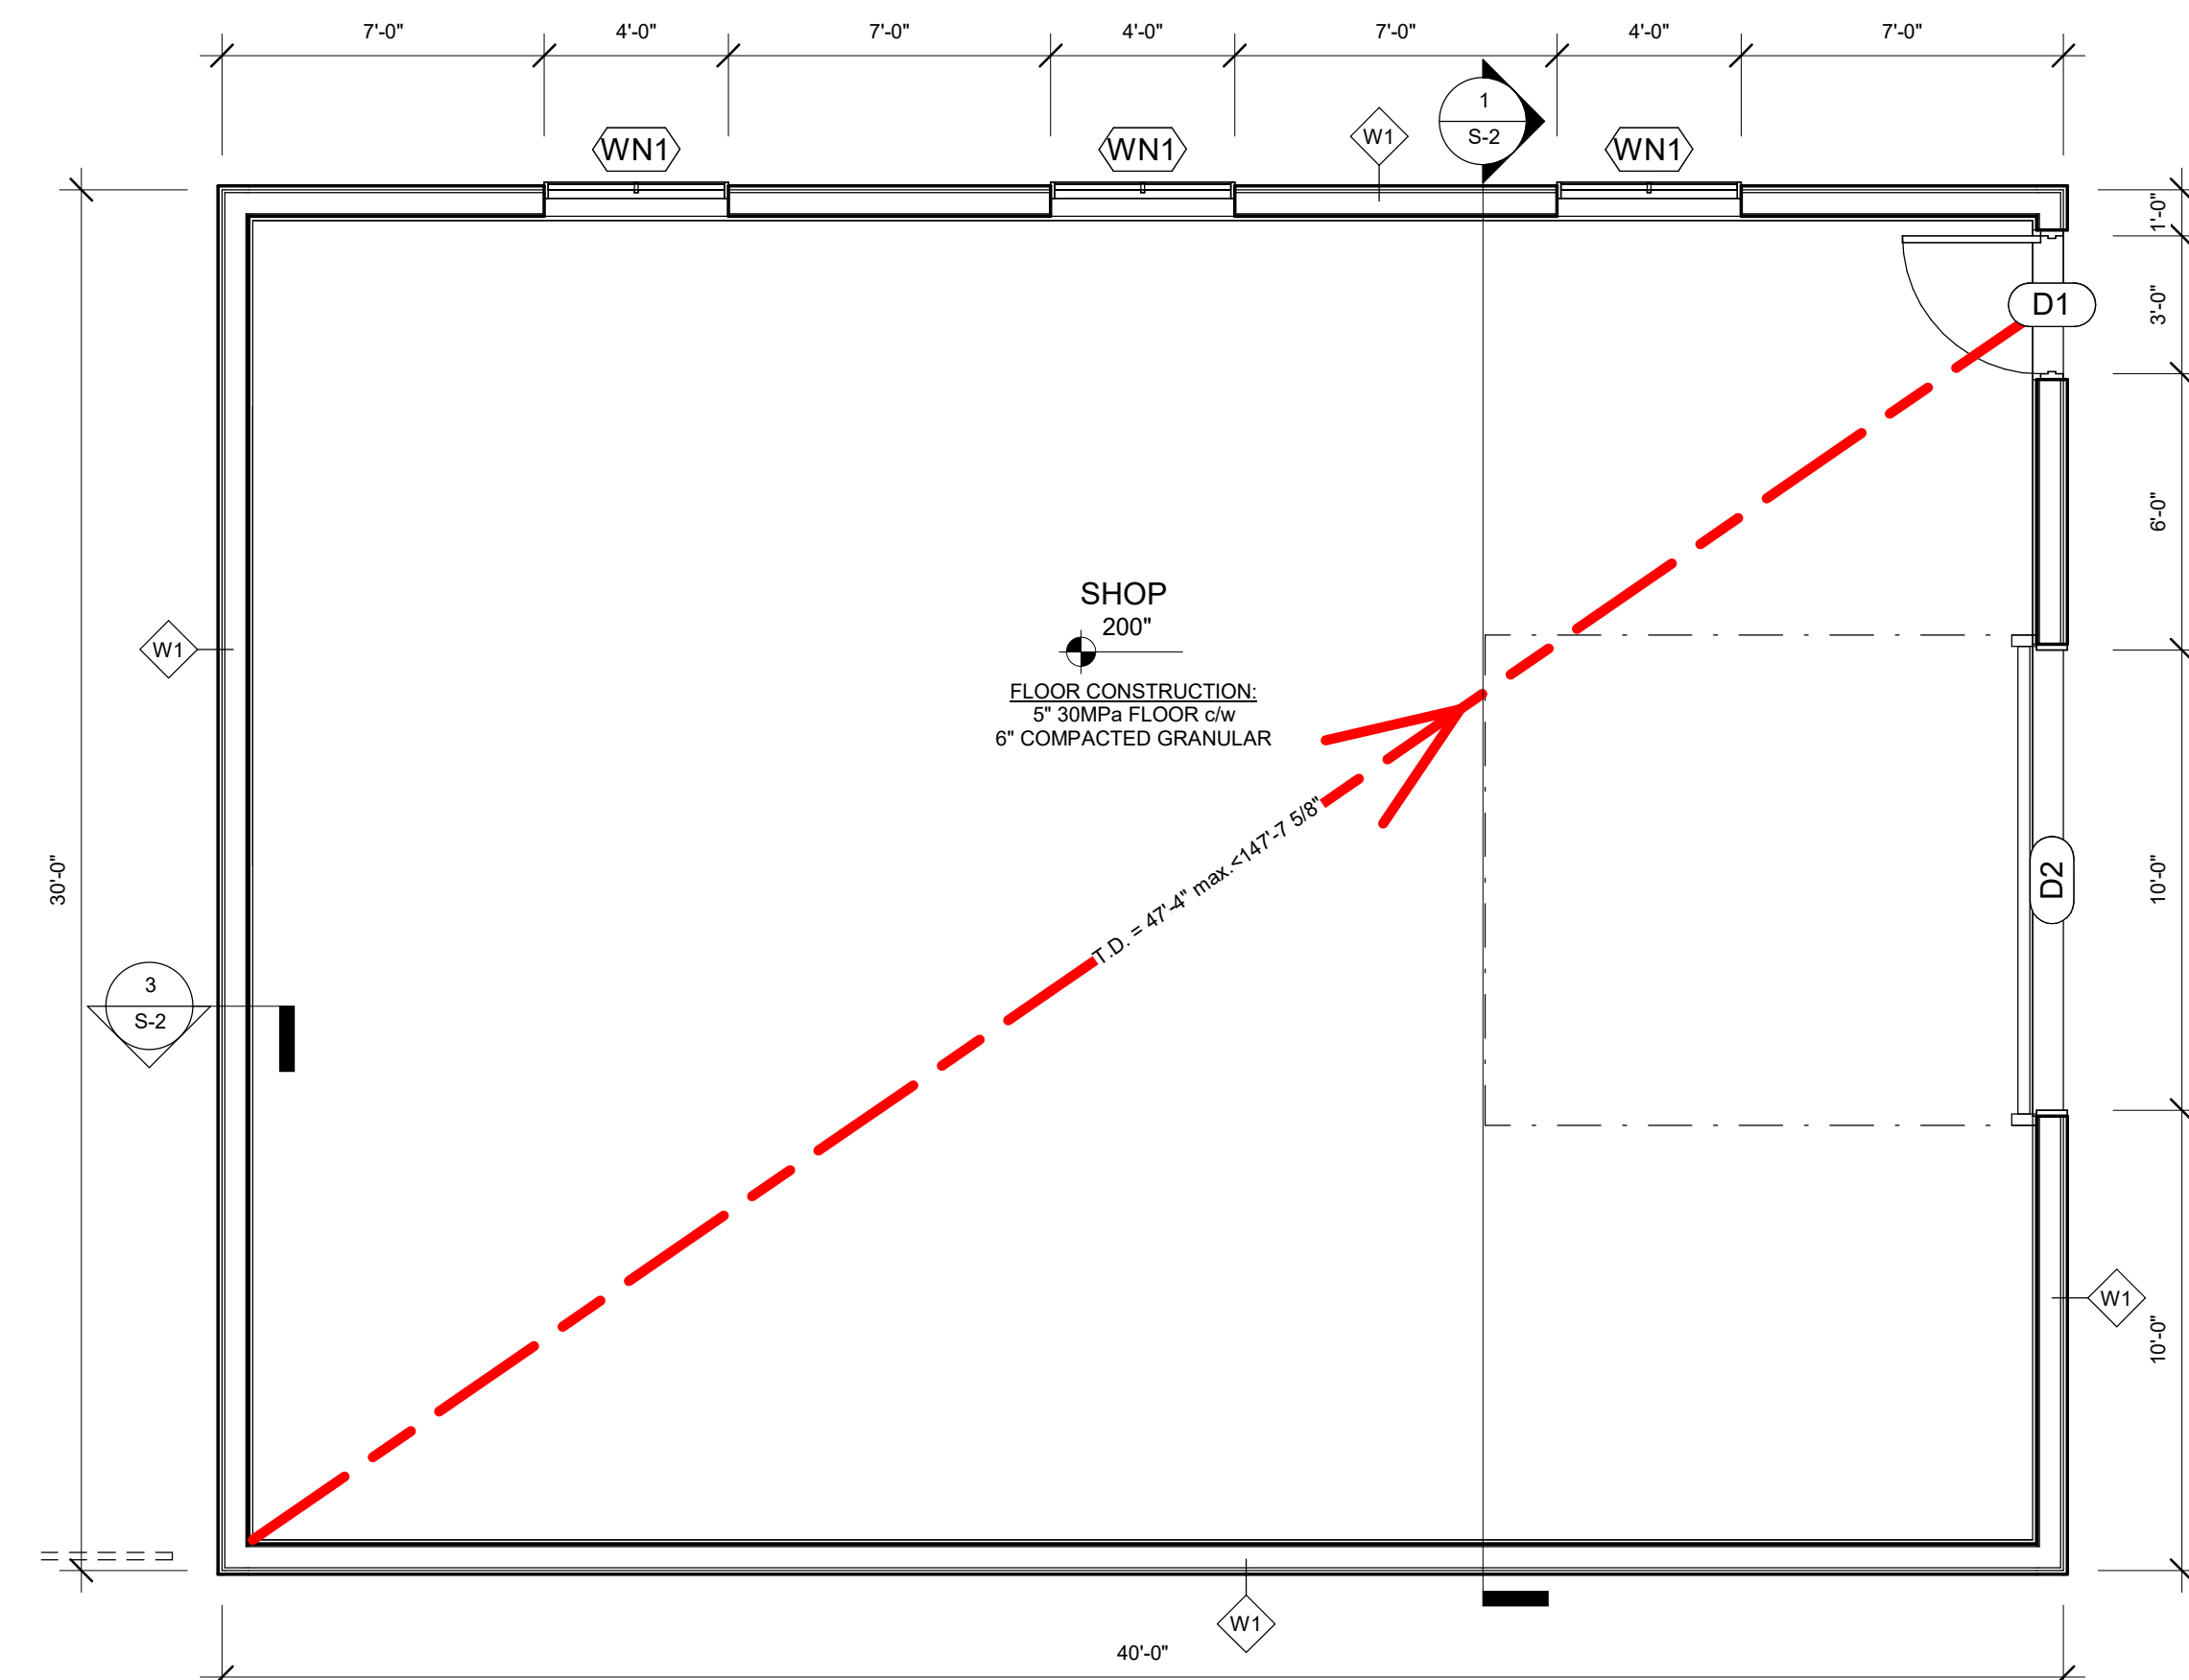 7'-0" 4'-0" 7'-0" 4'-0" 7'-0" 4'-0" 7'-0"
1
S-2
W1
WN1 WN1 WN1
1'-0"
D1
3'-0"
6'-0"
SHOP
200"
W1
FLOOR CONSTRUCTION:
5" 30MPa FLOOR c/w
6" COMPACTED GRANULAR
T.D. = 47'-4" max.<147'-7 5/8"
30'-0"
D2
10'-0"
3
S-2
W1
10'-0"
W1
40'-0"